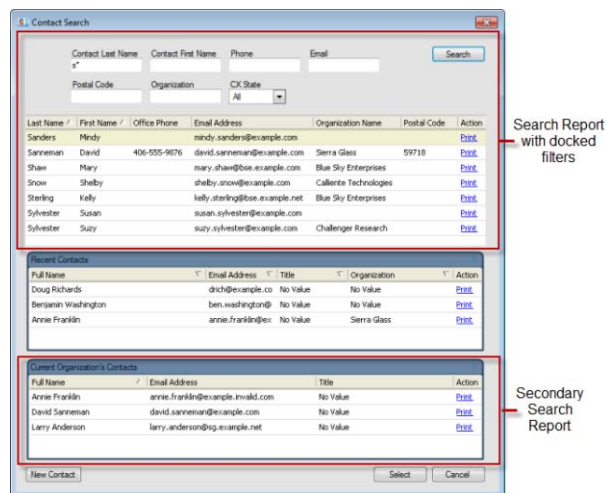 Contact Search
Contact Last Name Contact First Name Phone Email
s*
Search
Postal Code Organization CX State
All
Last Name / First Name / Office Phone Email Address Organization Name Postal Code Action
Sanders Mindy mindy.sanders@example.com Print
Sanneman David 406-555-9876 david.sanneman@example.com Sierra Glass 59718 Print
Shaw Mary mary.shaw@bse.example.com Blue Sky Enterprises Print
Snow Shelby shelby.snow@example.com Calliente Technologies Print
Sterling Kelly kelly.sterling@bse.example.net Blue Sky Enterprises Print
Sylvester Susan susan.sylvester@example.com Print
Sylvester Suzy suzy.sylvester@example.com Challenger Research Print
Search Report
with docked
filters
Recent Contacts
Full Name Email Address Title Organization Action
Doug Richards drich@example.co No Value No Value Print
Benjamin Washington ben.washington@ No Value No Value Print
Annie Franklin annie.franklin@ex No Value Sierra Glass Print
Current Organization's Contacts
Full Name / Email Address Title Action
Annie Franklin annie.franklin@example.invalid.com No Value Print
David Sanneman david.sanneman@example.com No Value Print
Larry Anderson larry.anderson@sg.example.net No Value Print
Secondary
Search
Report
New Contact Select Cancel